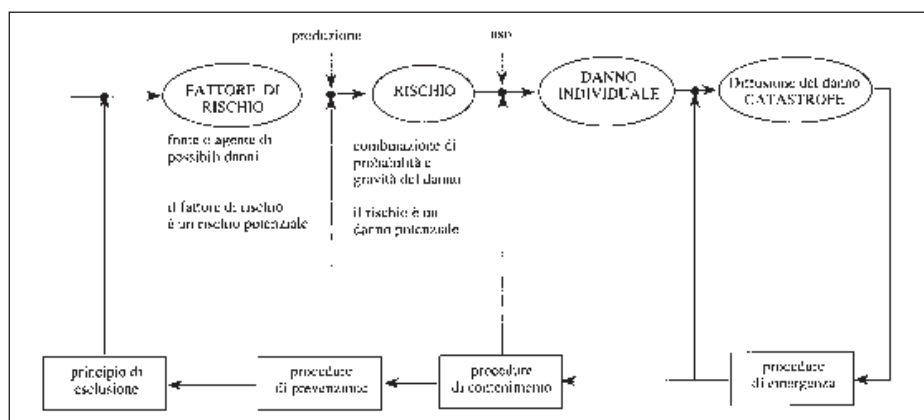 produzione
uso
FATTORE DI
RISCHIO
RISCHIO
DANNO
INDIVIDUALE
Diffusione del danno
CATASTROFE
fonte o agente di
possibili danni
il fattore di rischio
è un rischio potenziale
combinazione di
probabilità e
gravità del danno
il rischio è un
danno potenziale
principio di
esclusione
procedure
di prevenzione
procedure
di contenimento
procedure
di emergenza